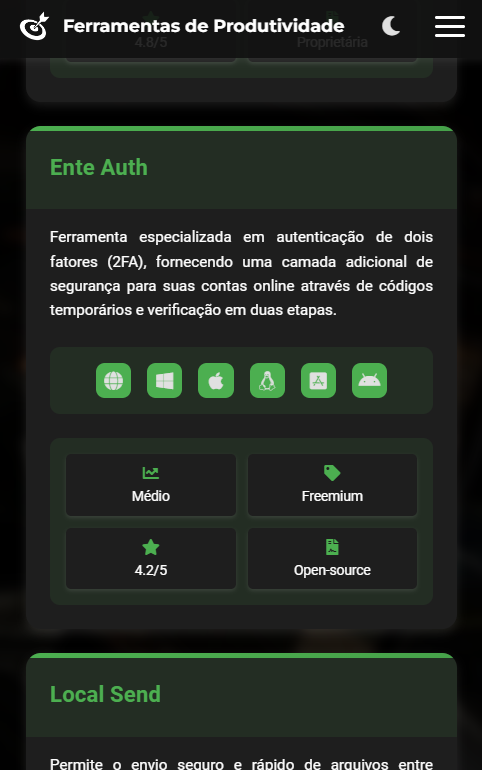 Ferramentas de Produtividade
4.8/5
Proprietária
Ente Auth
Ferramenta especializada em autenticação de dois
fatores (2FA), fornecendo uma camada adicional de
segurança para suas contas online através de códigos
temporários e verificação em duas etapas.
Médio
Freemium
4.2/5
Open-source
Local Send
Permite o envio seguro e rápido de arquivos entre